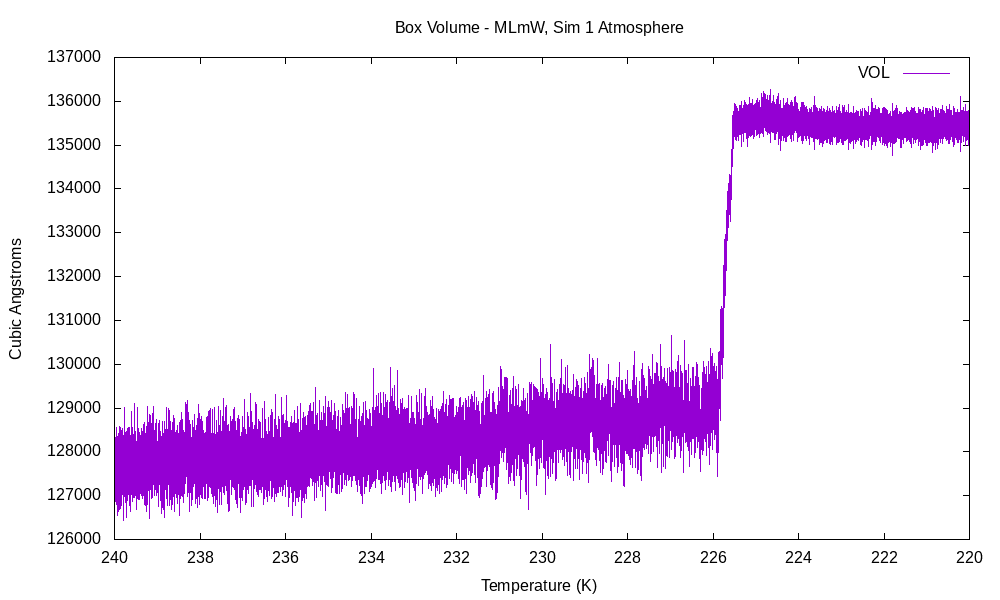 Box Volume - MLmW, Sim 1 Atmosphere
VOL
137000
136000
135000
134000
133000
132000
131000
130000
129000
128000
127000
126000
Cubic Angstroms
240 238 236 234 232 230 228 226 224 222 220
Temperature (K)